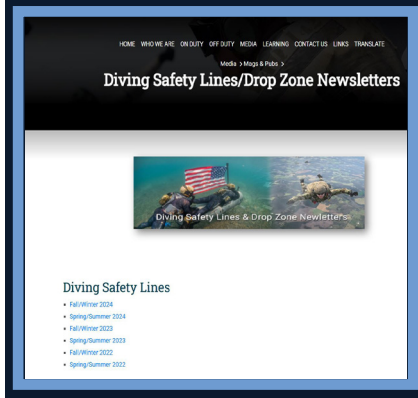 HOME WHO WE ARE ON DUTY OFF DUTY MEDIA LEARNING CONTACT US LINKS TRANSLATE
Media > Mags & Pubs >
Diving Safety Lines/Drop Zone Newsletters
Diving Safety Lines & Drop Zone Newletters
Diving Safety Lines
• Fall/Winter 2024
• Spring/Summer 2024
• Fall/Winter 2023
• Spring/Summer 2023
• Fall/Winter 2022
• Spring/Summer 2022